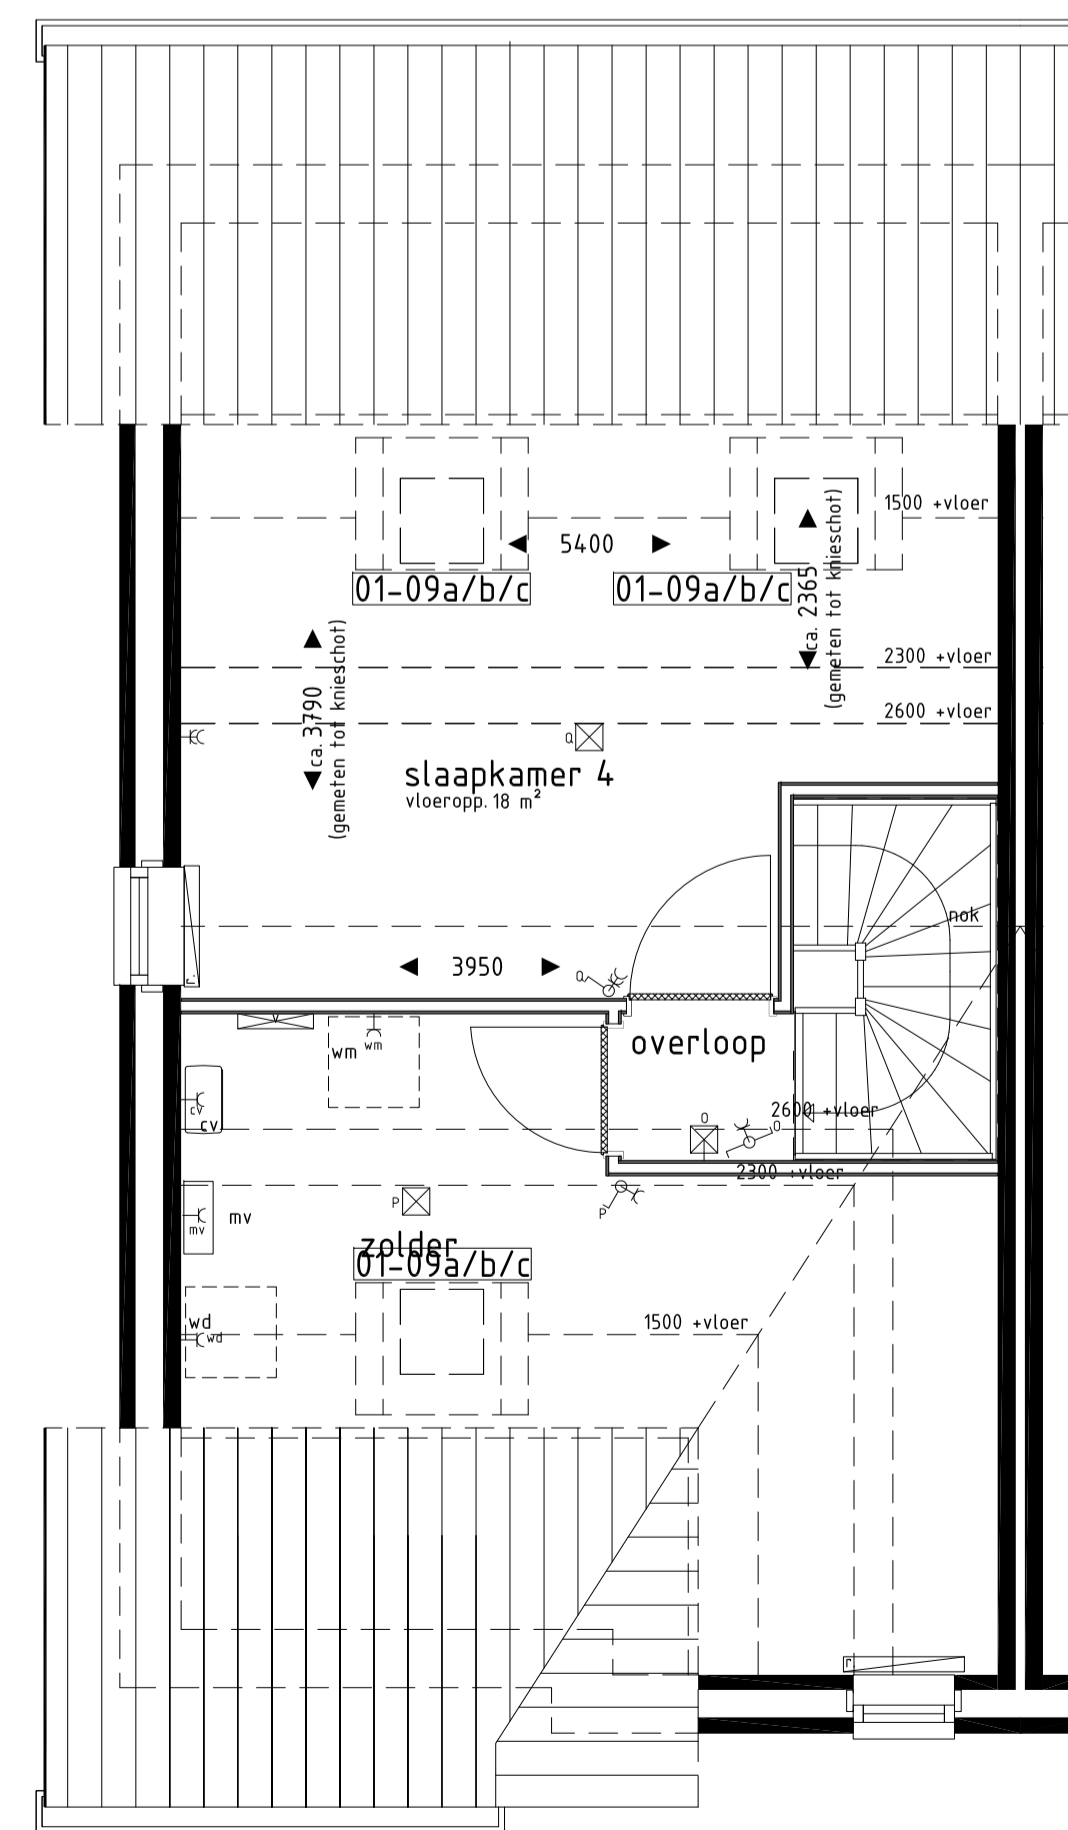 1500 +vloer
5400
01-09a/b/c
01-09a/b/c
ca. 2365
(gemeten tot knieschot)
2300 +vloer
2600 +vloer
ca. 3790
(gemeten tot knieschot)
Q
slaapkamer 4
vloeropp. 18 m²
nok
3950
Q
r.
v
wm
wm
overloop
cv
cv
O
2600 +vloer
O
2300 +vloer
P
P
mv
mv
zolder
01-09a/b/c
wd
wd
1500 +vloer
r.